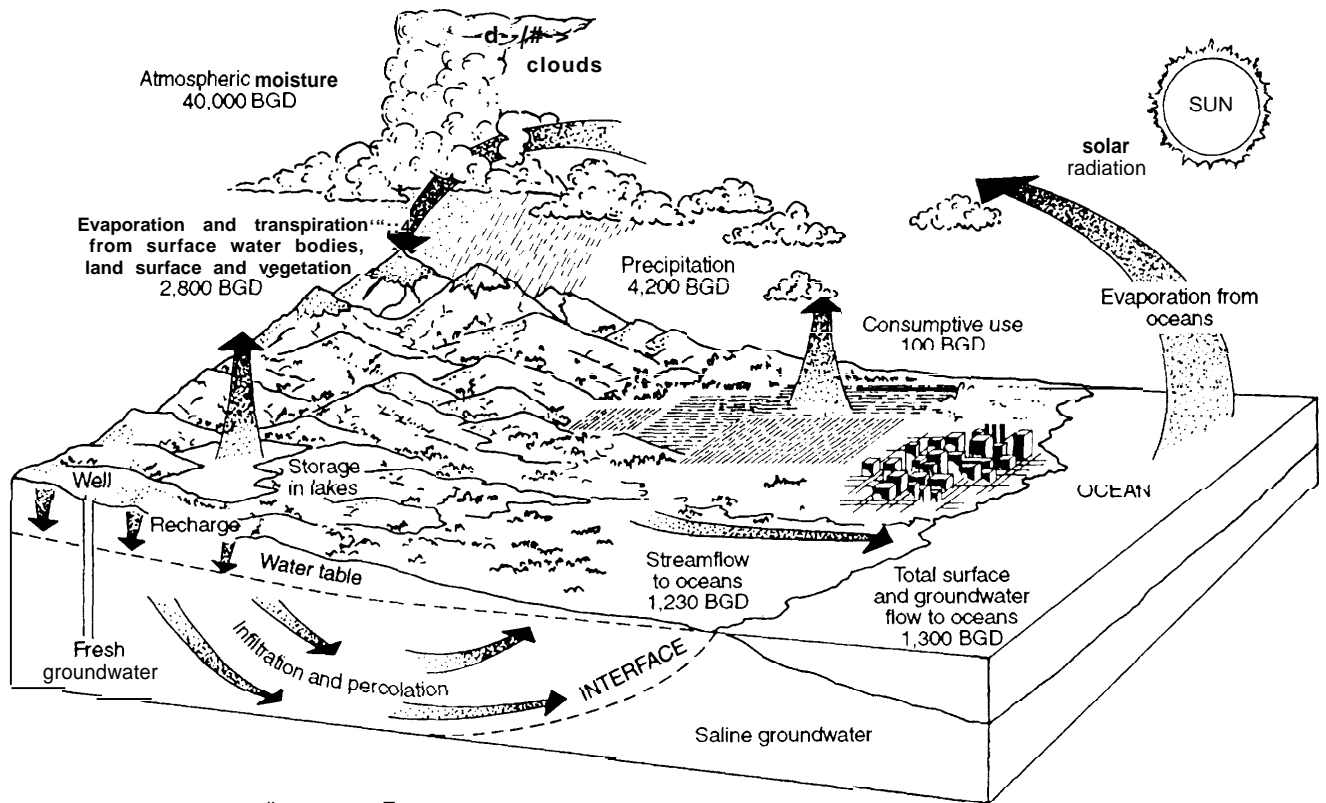 clouds
Atmospheric moisture
40,000 BGD
SUN
solar
radiation
Evaporation and transpiration
from surface water bodies,
land surface and vegetation
2,800 BGD
Precipitation
4,200 BGD
Evaporation from
oceans
Consumptive use
100 BGD
Well
Storage
in lakes
OCEAN
Recharge
Water table
Streamflow
to oceans
1,230 BGD
Total surface
and groundwater
flow to oceans
1,300 BGD
Infiltration and percolation
INTERFACE
Fresh
groundwater
Saline groundwater